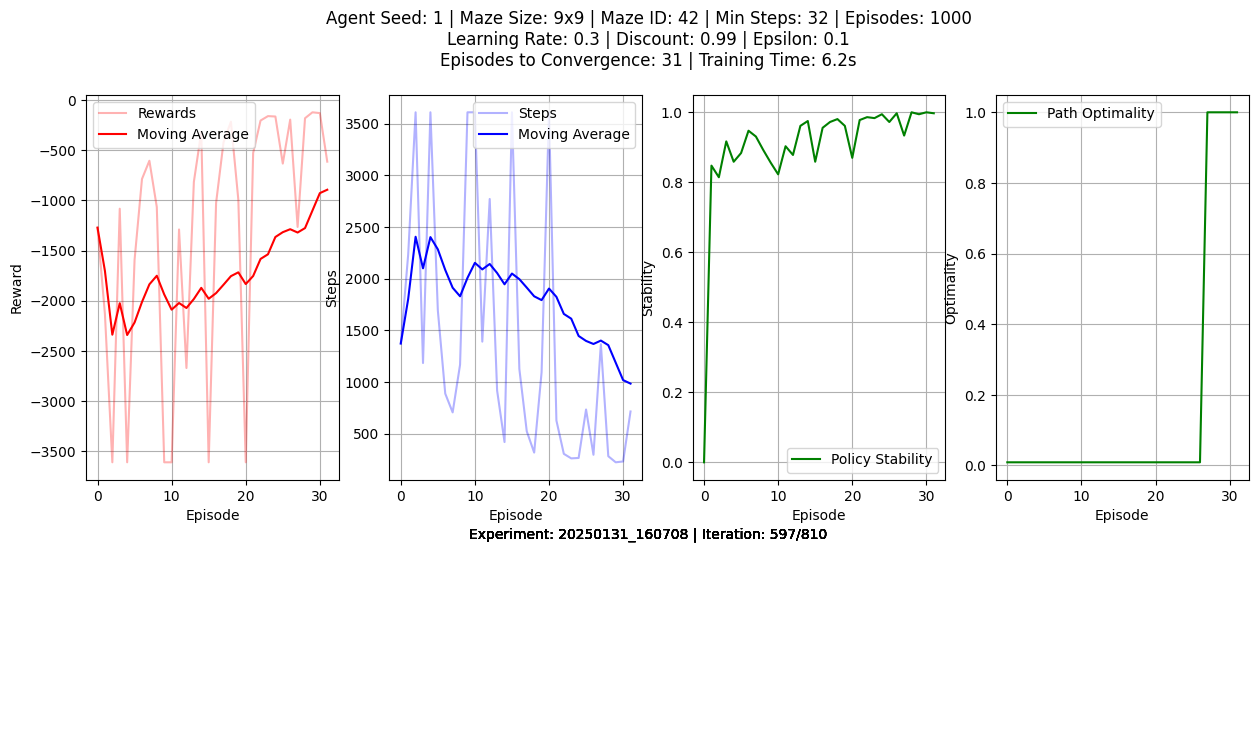 Agent Seed: 1 | Maze Size: 9x9 | Maze ID: 42 | Min Steps: 32 | Episodes: 1000
Learning Rate: 0.3 | Discount: 0.99 | Epsilon: 0.1
Episodes to Convergence: 31 | Training Time: 6.2s
Rewards
Moving Average
0
−500
−1000
−1500
−2000
−2500
−3000
−3500
Reward
0
10
20
30
Episode
Steps
Moving Average
3500
3000
2500
2000
1500
1000
500
Steps
0
10
20
30
Episode
1.0
0.8
0.6
0.4
0.2
0.0
Stability
Policy Stability
0
10
20
30
Episode
Path Optimality
1.0
0.8
0.6
0.4
0.2
0.0
Optimality
0
10
20
30
Episode
Experiment: 20250131_160708 | Iteration: 597/810